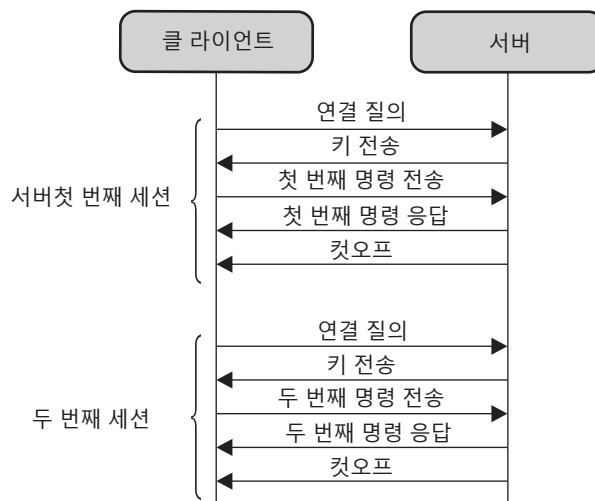 클 라이언트
서버
연결 질의
키 전송
첫 번째 명령 전송
서버첫 번째 세션
첫 번째 명령 응답
컷오프
연결 질의
키 전송
두 번째 명령 전송
두 번째 세션
두 번째 명령 응답
컷오프